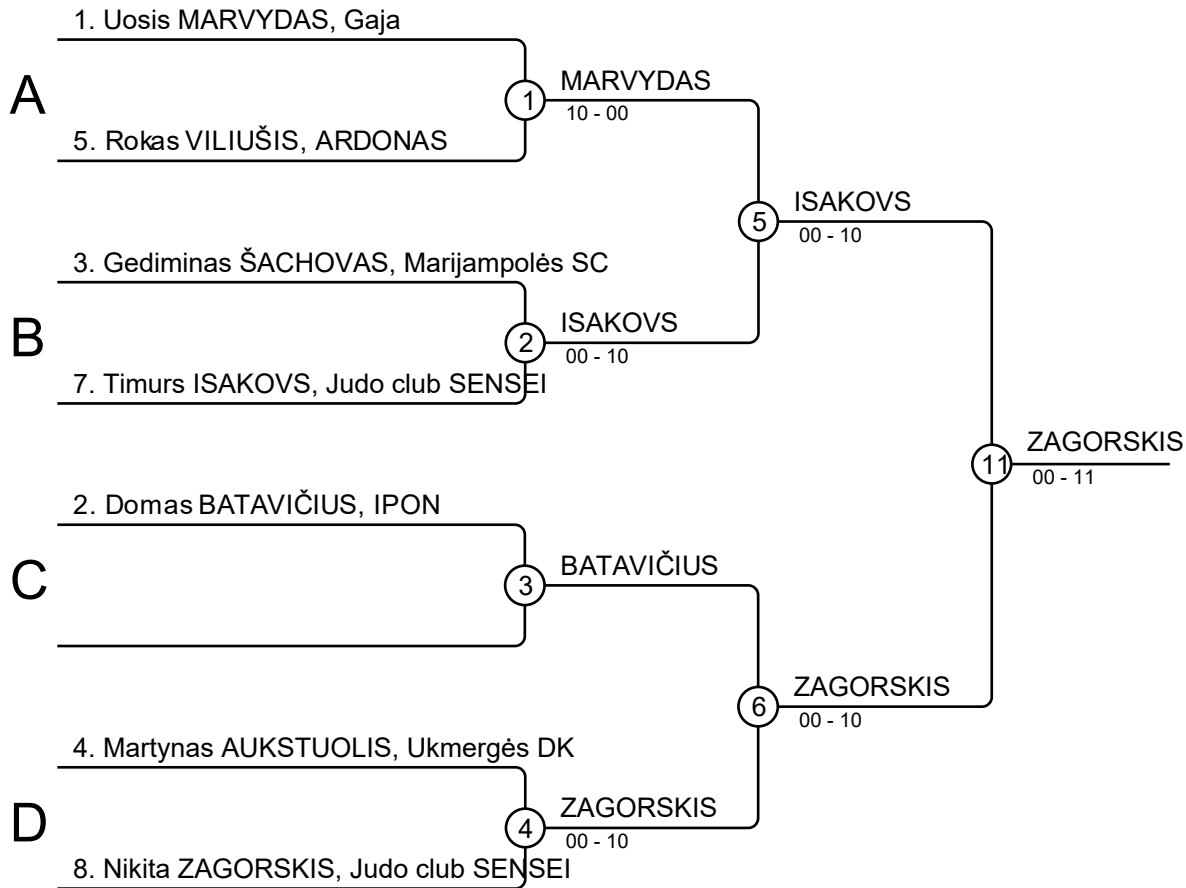 1. Uosis MARVYDAS, Gaja
A
1
MARVYDAS
10 - 00
5. Rokas VILIUŠIS, ARDONAS
5
ISAKOVS
00 - 10
3. Gediminas ŠACHOVAS, Marijampolės SC
B
2
ISAKOVS
00 - 10
7. Timurs ISAKOVS, Judo club SENSEI
11
ZAGORSKIS
00 - 11
2. Domas BATAVIČIUS, IPON
C
3
BATAVIČIUS
6
ZAGORSKIS
00 - 10
4. Martynas AUKSTUOLIS, Ukmergės DK
D
4
ZAGORSKIS
00 - 10
8. Nikita ZAGORSKIS, Judo club SENSEI